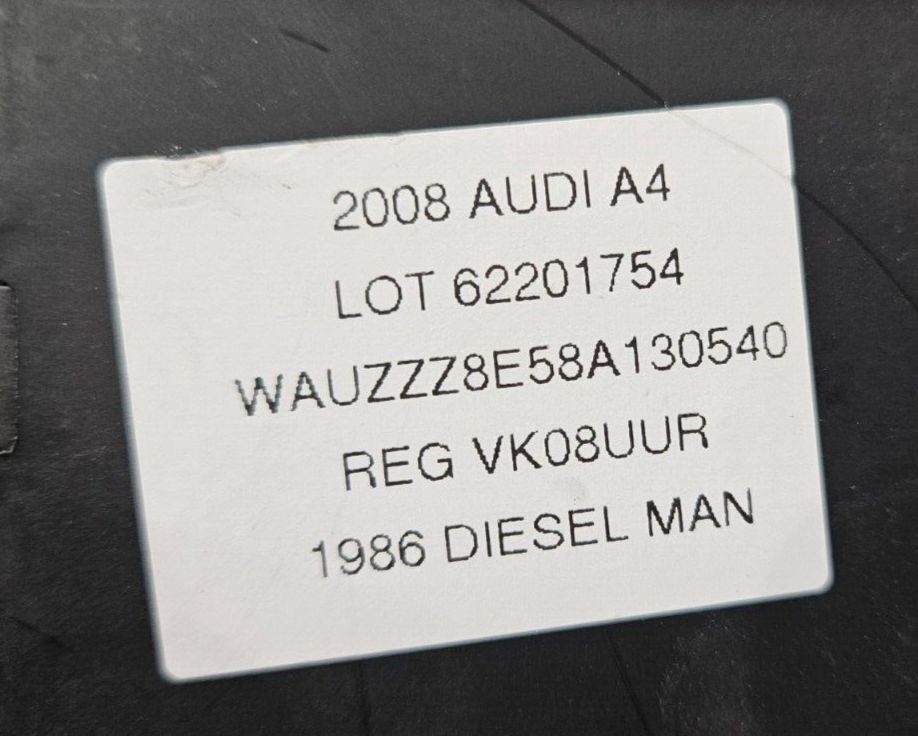 2008 AUDI A4
LOT 62201754
WAUZZZ8E58A130540
REG VK08UUR
1986 DIESEL MAN